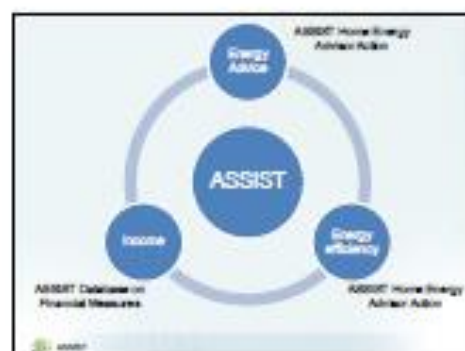 Energy
Advice
ASSIST Home Energy
Advisor Action
ASSIST
Income
Energy
efficiency
ASSIST Database on
Financial Measures
ASSIST Home Energy
Advisor Action
ASSIST